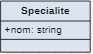 Specialite
+nom: string